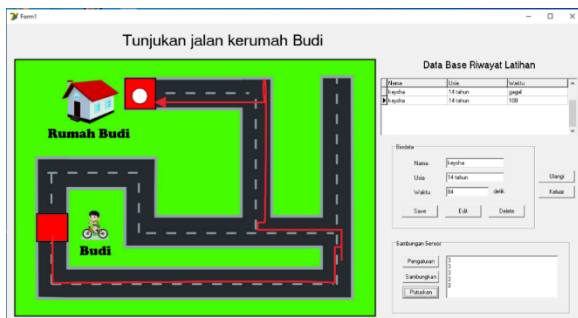 Form1
Tunjukan jalan kerumah Budi
Rumah Budi
Budi
Data Base Riwayat Latihan
Nama Usia Waktu
keysha 14 tahun gagal
keysha 14 tahun 100
Biodata
Nama keysha
Usia 14 tahun
Waktu 84 detik
Save Edit Delete
Ulangi
Keluar
Sambungan Sensor
Pengaturan
Sambungkan
Putuskan
3
3
3
3
3